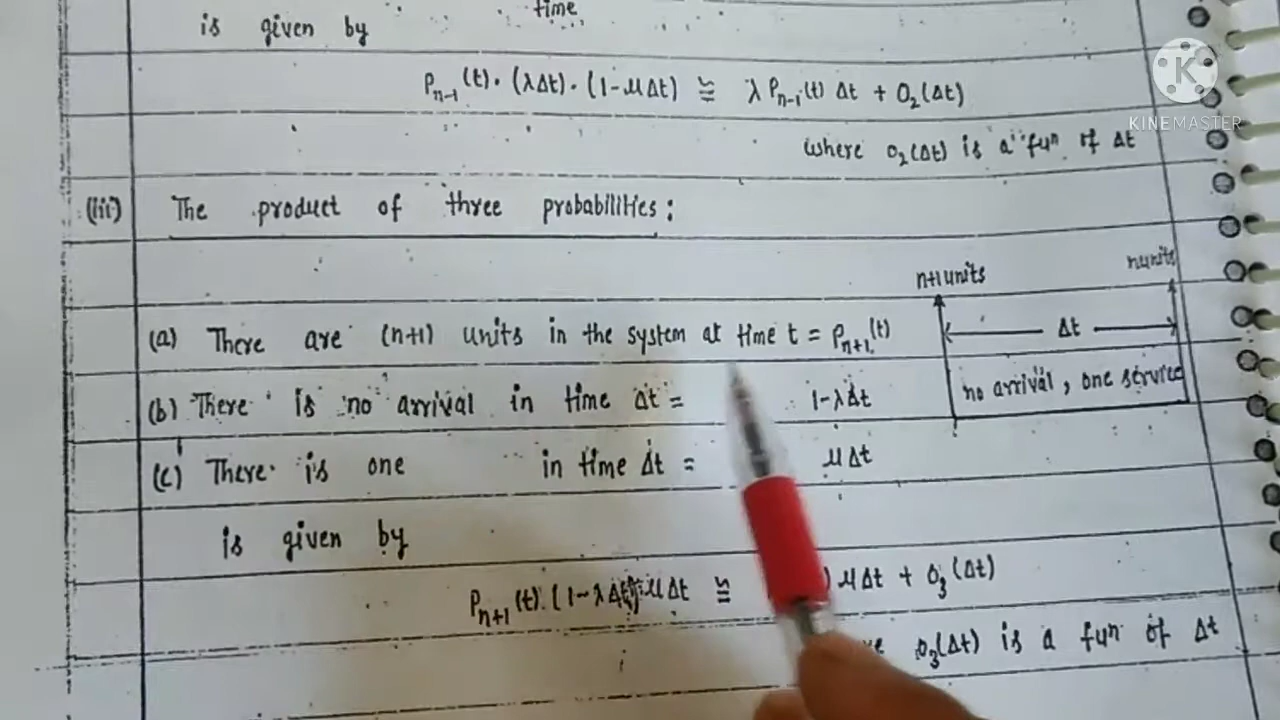 time
is given by
Pn-1(t). (λΔt). (1-μΔt) ≅ λ Pn-1(t) Δt + O2(Δt)
where O2(Δt) is a fun of Δt
(iii) The product of three probabilities:
n+1 units n units
(a) There are (n+1) units in the system at time t = Pn+1(t)
Δt
(b) There is no arrival in time Δt = 1-λΔt
no arrival, one service
(c) There is one in time Δt = μΔt
is given by
Pn+1(t). (1-λΔt). μΔt ≅ ) μΔt + O3(Δt)
O3(Δt) is a fun of Δt
KINEMASTER